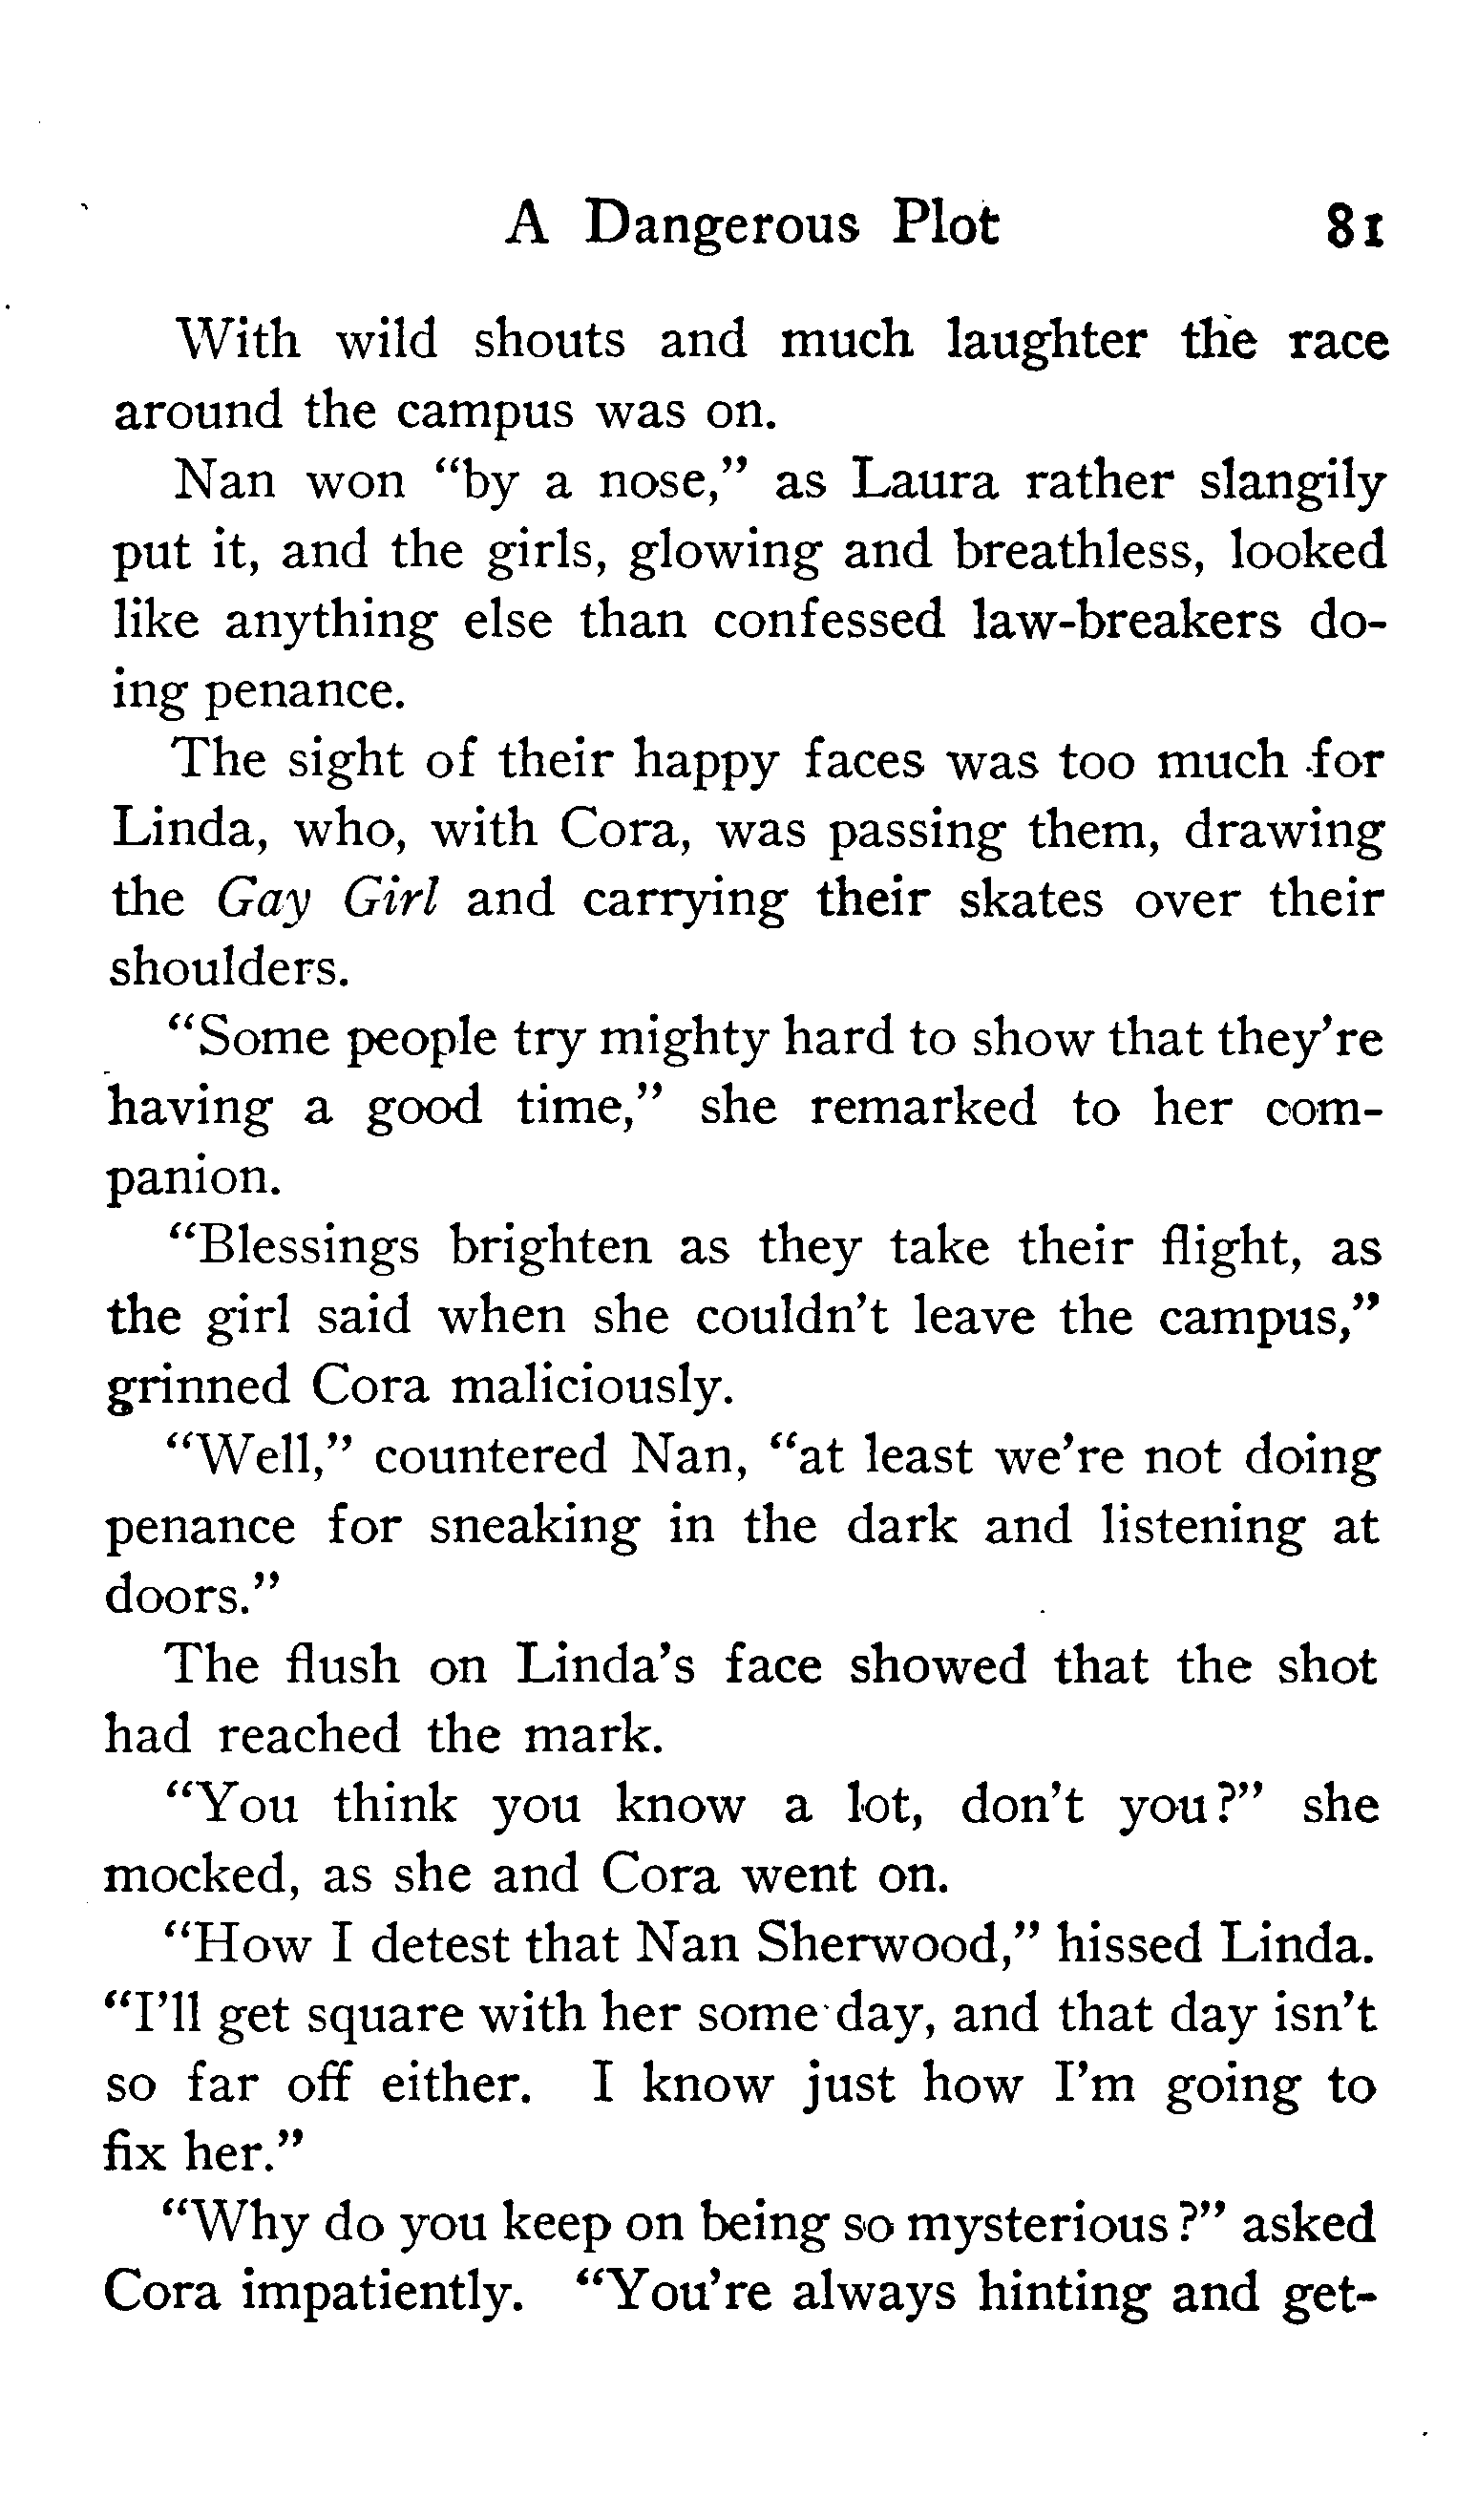 A Dangerous Plot 81
With wild shouts and much laughter the race
around the campus was on.
Nan won “by a nose,” as Laura rather slangily
put it, and the girls, glowing and breathless, looked
like anything else than confessed law-breakers do-
ing penance.
The sight of their happy faces was too much for
Linda, who, with Cora, was passing them, drawing
the Gay Girl and carrying their skates over their
shoulders.
“Some people try mighty hard to show that they’re
having a good time,” she remarked to her com-
panion.
“Blessings brighten as they take their flight, as
the girl said when she couldn’t leave the campus,”
grinned Cora maliciously.
“Well,” countered Nan, “at least we’re not doing
penance for sneaking in the dark and listening at
doors.”
The flush on Linda’s face showed that the shot
had reached the mark.
“You think you know a lot, don’t you?” she
mocked, as she and Cora went on.
“How I detest that Nan Sherwood,” hissed Linda.
“I’ll get square with her some day, and that day isn’t
so far off either. I know just how I’m going to
fix her.”
“Why do you keep on being so mysterious?” asked
Cora impatiently. “You’re always hinting and get-